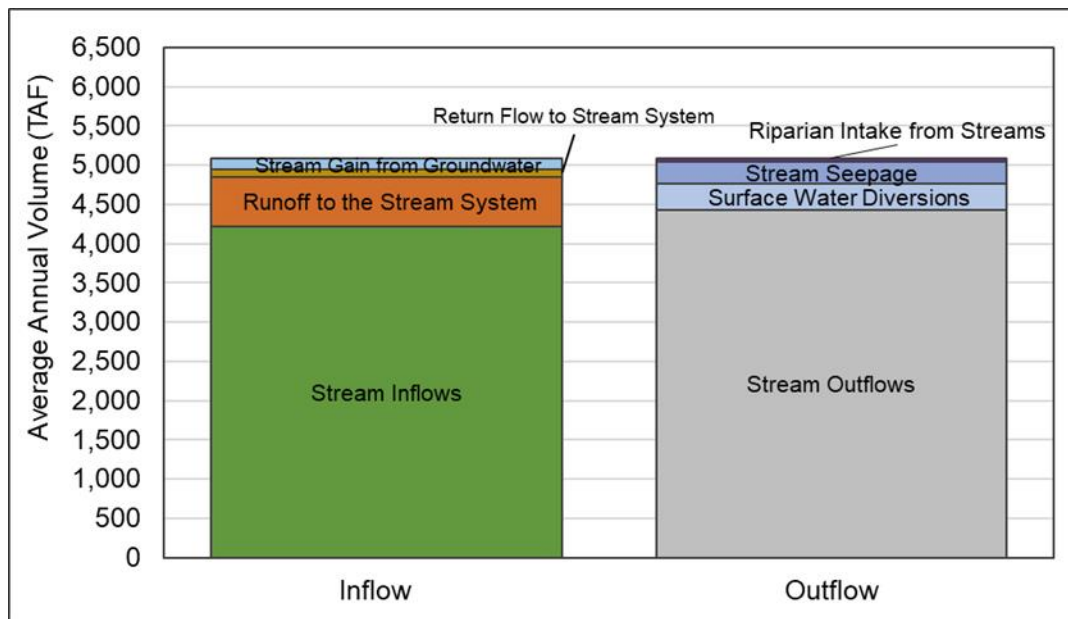 Average Annual Volume (TAF)
6,500
6,000
5,500
5,000
4,500
4,000
3,500
3,000
2,500
2,000
1,500
1,000
500
0
Return Flow to Stream System
Stream Gain from Groundwater
Runoff to the Stream System
Stream Inflows
Riparian Intake from Streams
Stream Seepage
Surface Water Diversions
Stream Outflows
Inflow
Outflow